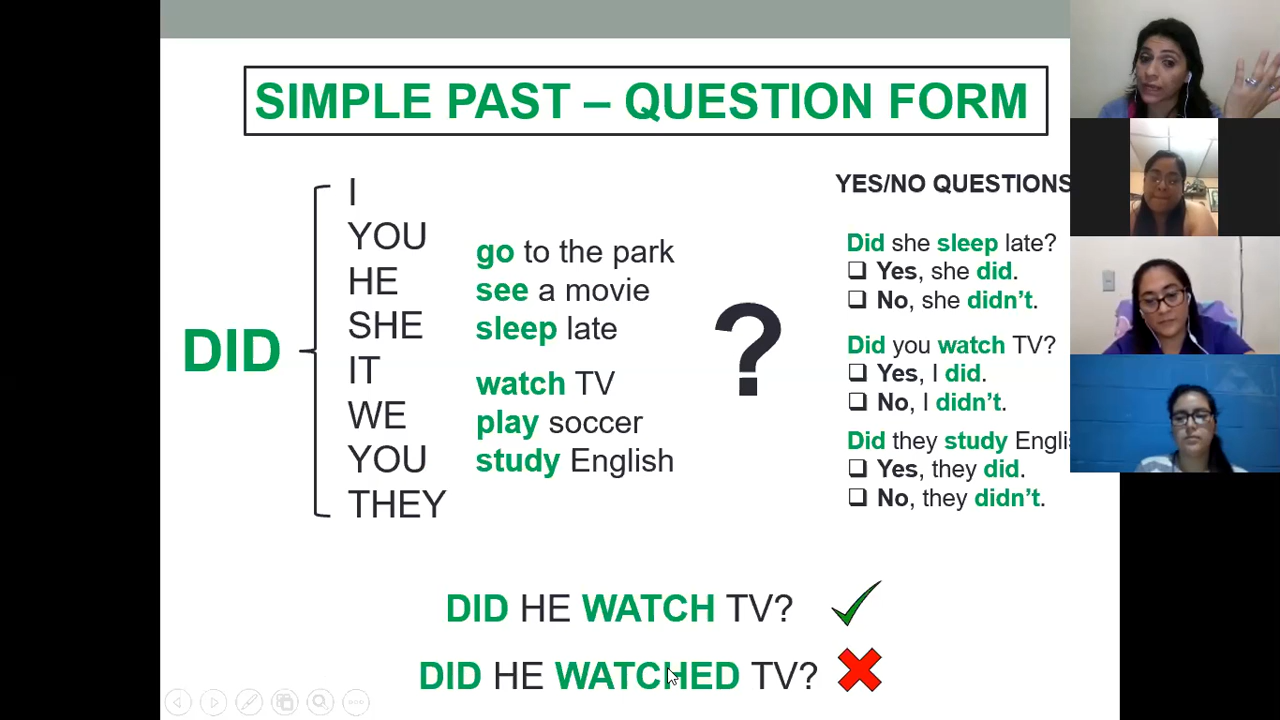 SIMPLE PAST – QUESTION FORM
DID
I
YOU
HE
SHE
IT
WE
YOU
THEY
go to the park
see a movie
sleep late
watch TV
play soccer
study English
?
YES/NO QUESTIONS
Did she sleep late?
❑ Yes, she did.
❑ No, she didn't.
Did you watch TV?
❑ Yes, I did.
❑ No, I didn't.
Did they study Engli
❑ Yes, they did.
❑ No, they didn't.
DID HE WATCH TV?
DID HE WATCHED TV?